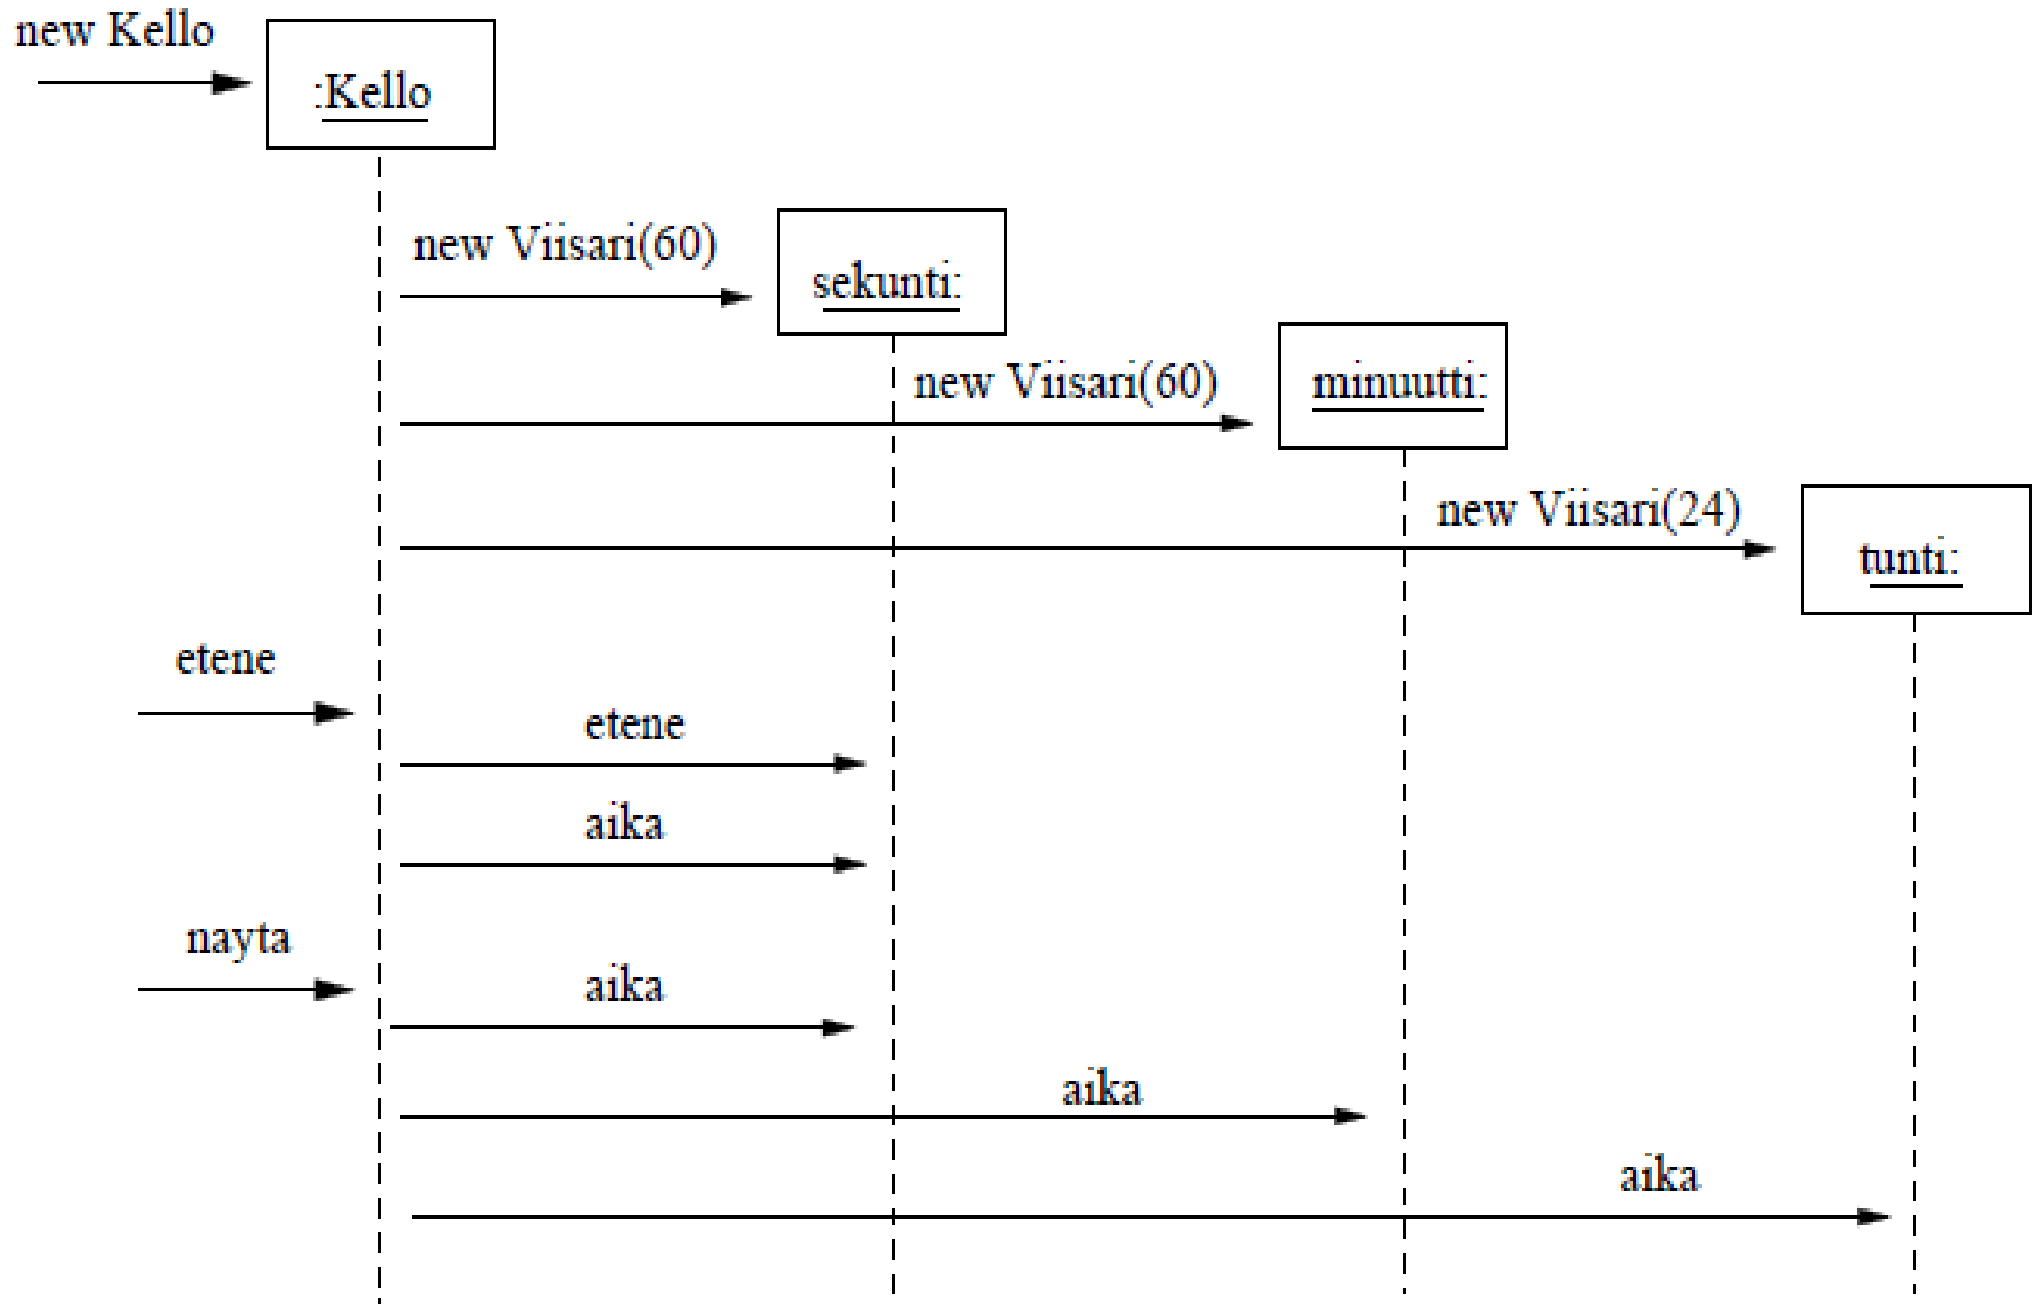 new Kello
:Kello
new Viisari(60)
sekunti:
new Viisari(60)
minuutti:
new Viisari(24)
tunti:
etene
etene
aika
nayta
aika
aika
aika